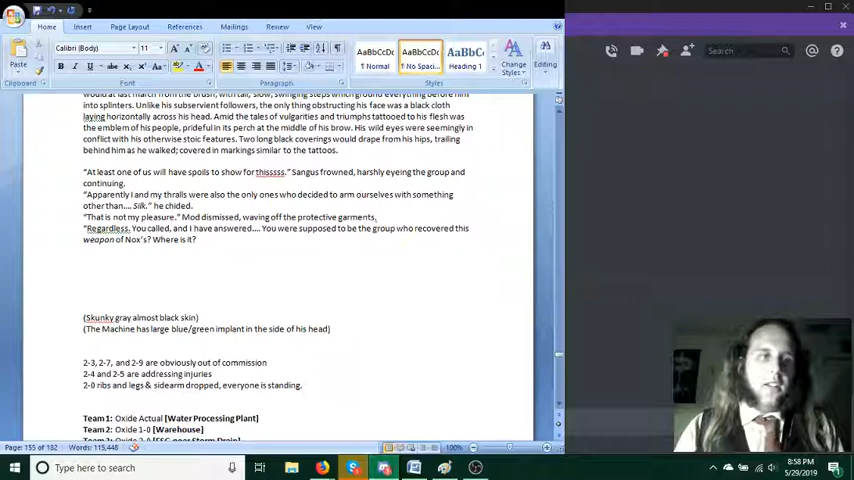 Home Insert Page Layout References Mailings Review View
Calibri (Body) 11
Paste
AaBbCcDc AaBbCcDc AaBbCc
¶ Normal ¶ No Spaci... Heading 1
Change Styles
Editing
Clipboard Font Paragraph Styles
Search
would at last march from the brush, with tall, slow, swinging steps which ground everything before him
into splinters. Unlike his subservient followers, the only thing obstructing his face was a black cloth
laying horizontally across his head. Amid the tales of vulgarities and triumphs tattooed to his flesh was
the emblem of his people, prideful in its perch at the middle of his brow. His wild eyes were seemingly in
conflict with his otherwise stoic features. Two long black coverings would drape from his hips, trailing
behind him as he walked; covered in markings similar to the tattoos.
“At least one of us will have spoils to show for thisssss.” Sangus frowned, harshly eyeing the group and
continuing.
“Apparently I and my thralls were also the only ones who decided to arm ourselves with something
other than.... Silk.” he chided.
“That is not my pleasure.” Mod dismissed, waving off the protective garments.
“Regardless. You called, and I have answered.... You were supposed to be the group who recovered this
weapon of Nox’s? Where is it?
(Skunky gray almost black skin)
(The Machine has large blue/green implant in the side of his head)
2-3, 2-7, and 2-9 are obviously out of commission
2-4 and 2-5 are addressing injuries
2-0 ribs and legs & sidearm dropped, everyone is standing.
Team 1: Oxide Actual [Water Processing Plant]
Team 2: Oxide 1-0 [Warehouse]
Team 3: Oxide 2-0 [FSG near Storm Drain]
Page: 155 of 182 Words: 115,448 100%
Type here to search
8:58 PM
5/29/2019